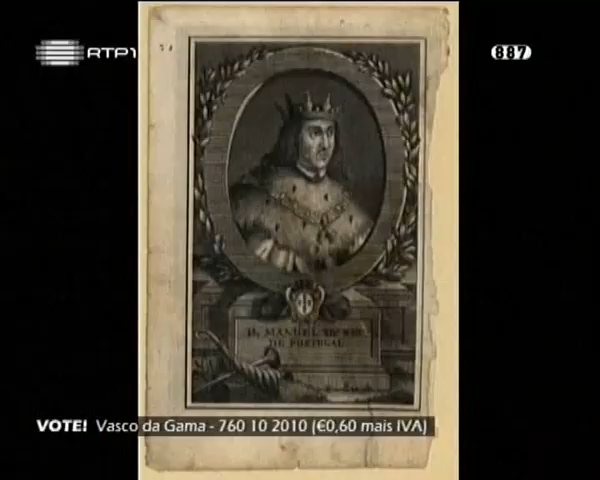 RTP1
887
D. MANUEL
DE PORTUGAL
VOTE! Vasco da Gama - 760 10 2010 (€0,60 mais IVA)